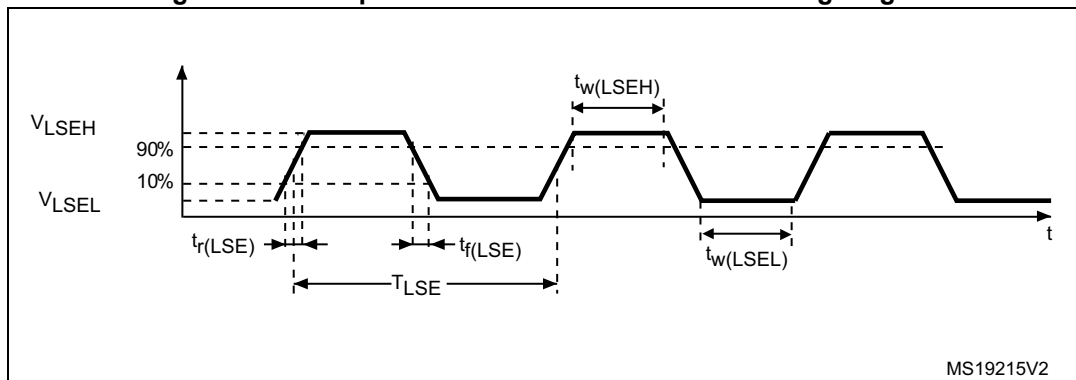 tw(LSEH)
VLSEH
90%
10%
VLSEL
tr(LSE)
tf(LSE)
tw(LSEL)
t
TLSE
MS19215V2